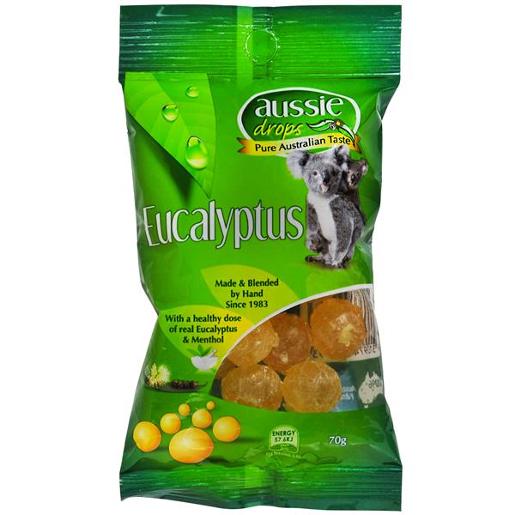 aussie
drops
Pure Australian Taste
Eucalyptus
Made & Blended
by Hand
Since 1983
With a healthy dose
of real Eucalyptus
& Menthol
ENERGY
57.6KJ
70g